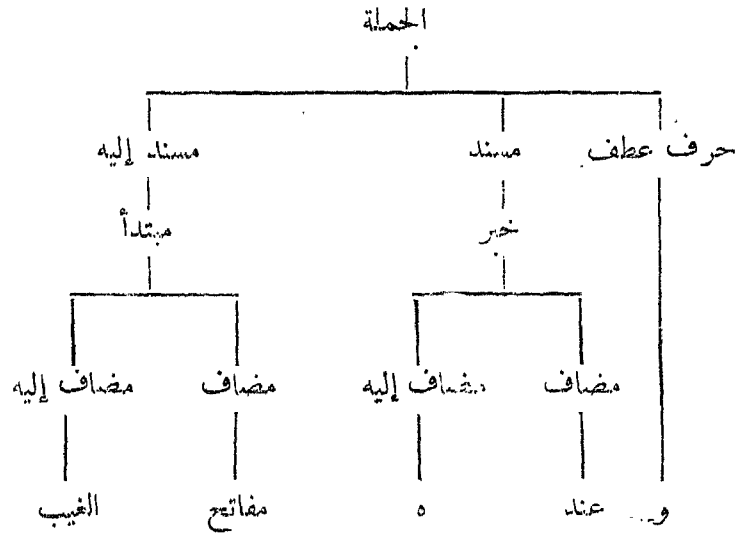 الجملة
حرف عطف مسند مسند إليه
خبر مبتدأ
مضاف مضاف إليه مضاف مضاف إليه
و عند ه مفاتح الغيب